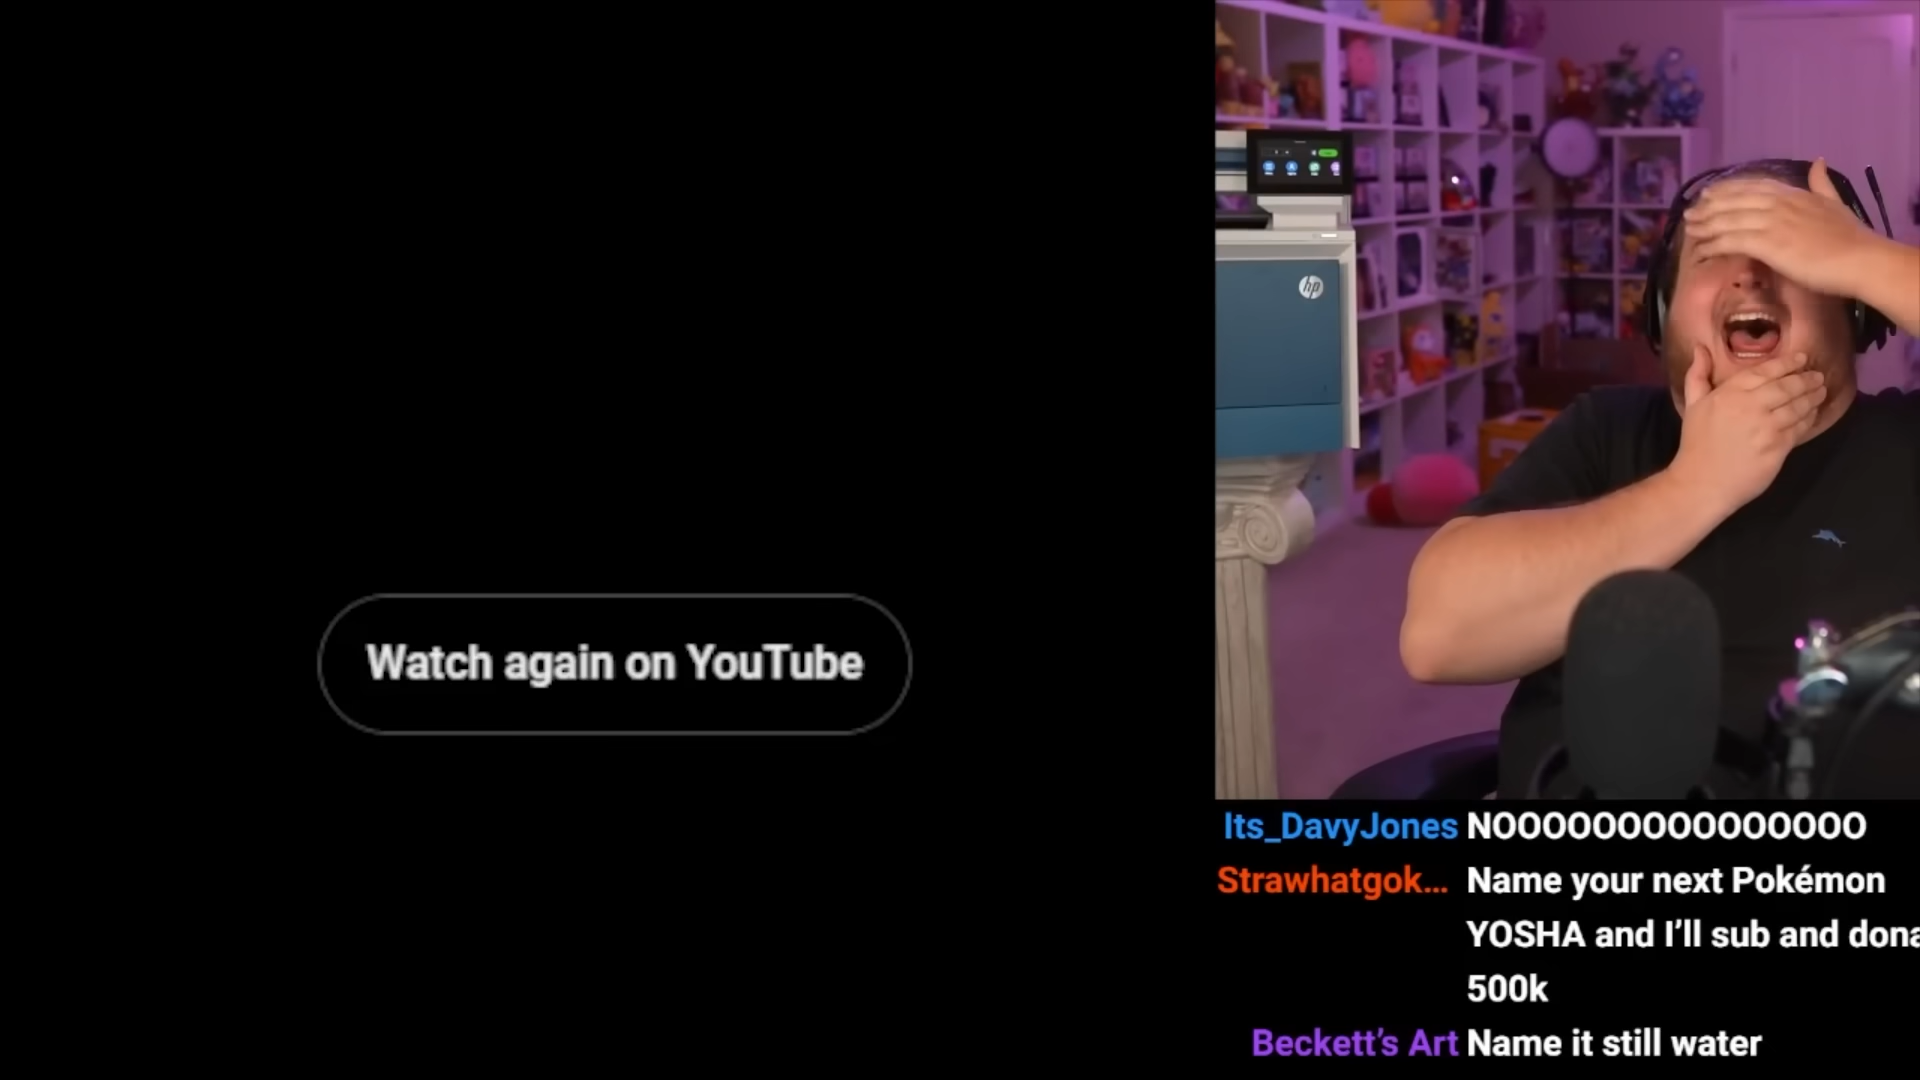 hp
Watch again on YouTube
Its_DavyJones NOOOOOOOOOOOOOOO
Strawhatgok... Name your next Pokémon
YOSHA and I’ll sub and dona
500k
Beckett’s Art Name it still water